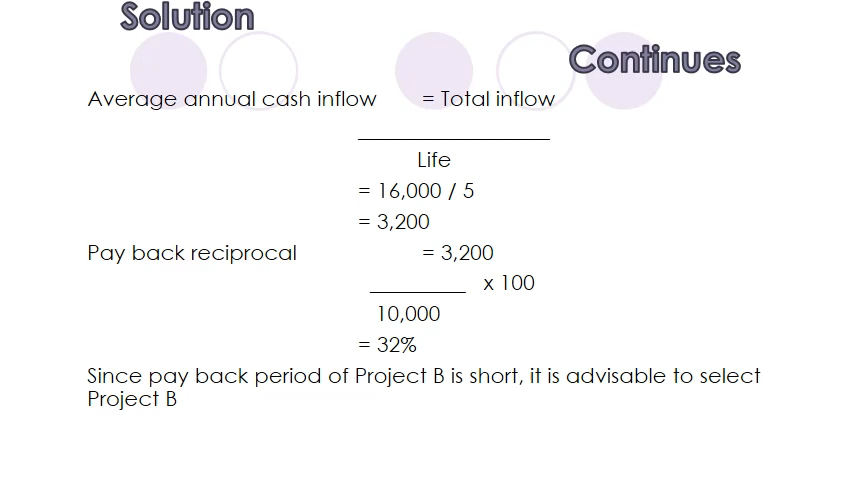 Solution
Continues
Average annual cash inflow = Total inflow
Life
= 16,000 / 5
= 3,200
Pay back reciprocal = 3,200
x 100
10,000
= 32%
Since pay back period of Project B is short, it is advisable to select
Project B